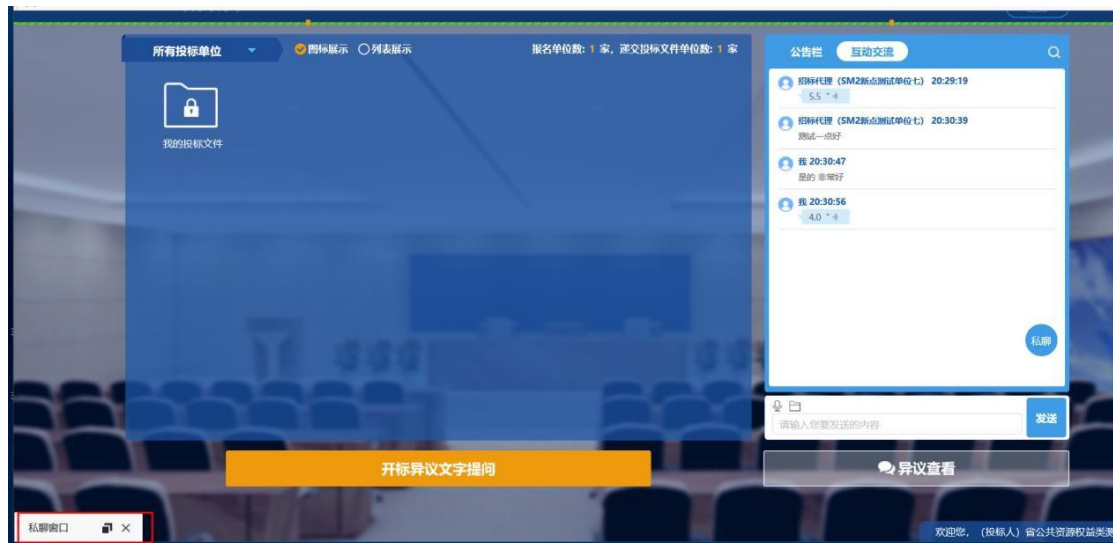 所有投标单位
图标展示 列表展示
报名单位数: 1 家, 递交投标文件单位数: 1 家
我的投标文件
公告栏 互动交流
招标代理（SM2新点测试单位七） 20:29:19
5.5 "
招标代理（SM2新点测试单位七） 20:30:39
测试一点好
我 20:30:47
是的 非常好
我 20:30:56
4.0 "
私聊
请输入您要发送的内容
发送
开标异议文字提问
异议查看
私聊窗口
欢迎您, (投标人) 省公共资源权益类测